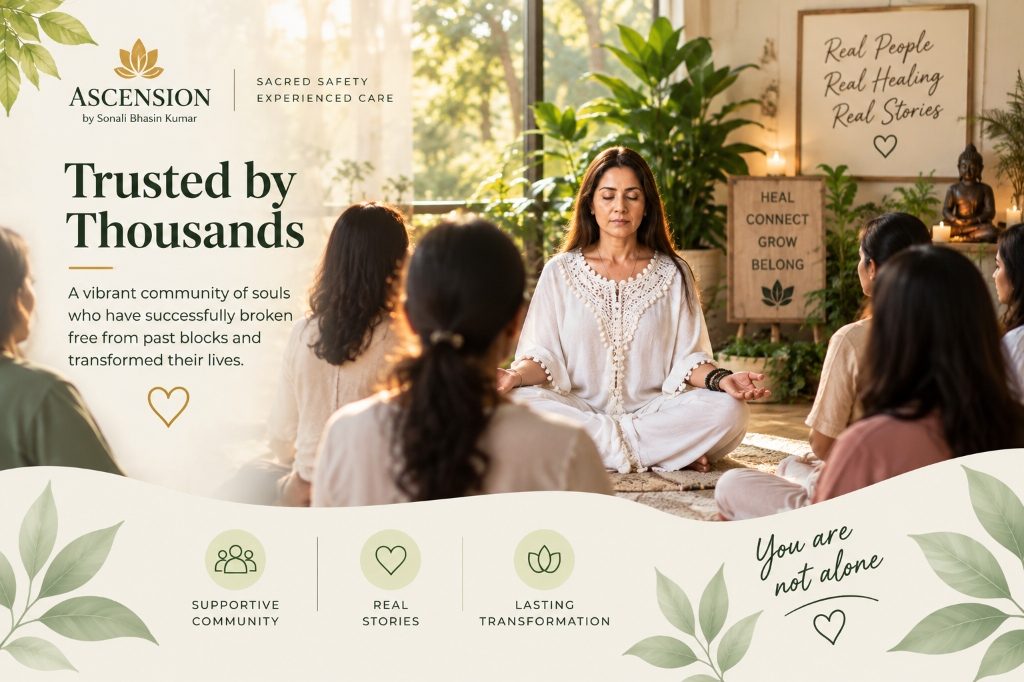 ASCENSION
by Sonali Bhasin Kumar
SACRED SAFETY
EXPERIENCED CARE
Trusted by
Thousands
A vibrant community of souls
who have successfully broken
free from past blocks and
transformed their lives.
Real People
Real Healing
Real Stories
HEAL
CONNECT
GROW
BELONG
SUPPORTIVE
COMMUNITY
REAL
STORIES
LASTING
TRANSFORMATION
You are
not alone